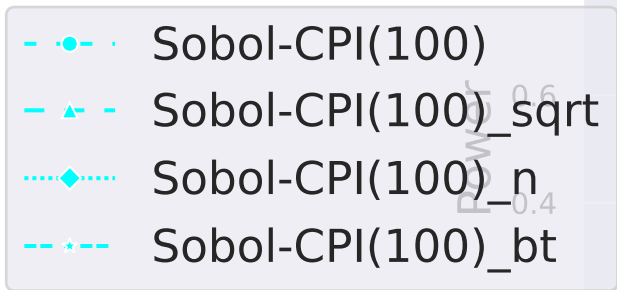 Sobol-CPI(100)
Sobol-CPI(100)_sqrt
Sobol-CPI(100)_n
Sobol-CPI(100)_bt
Power
0.6
0.4